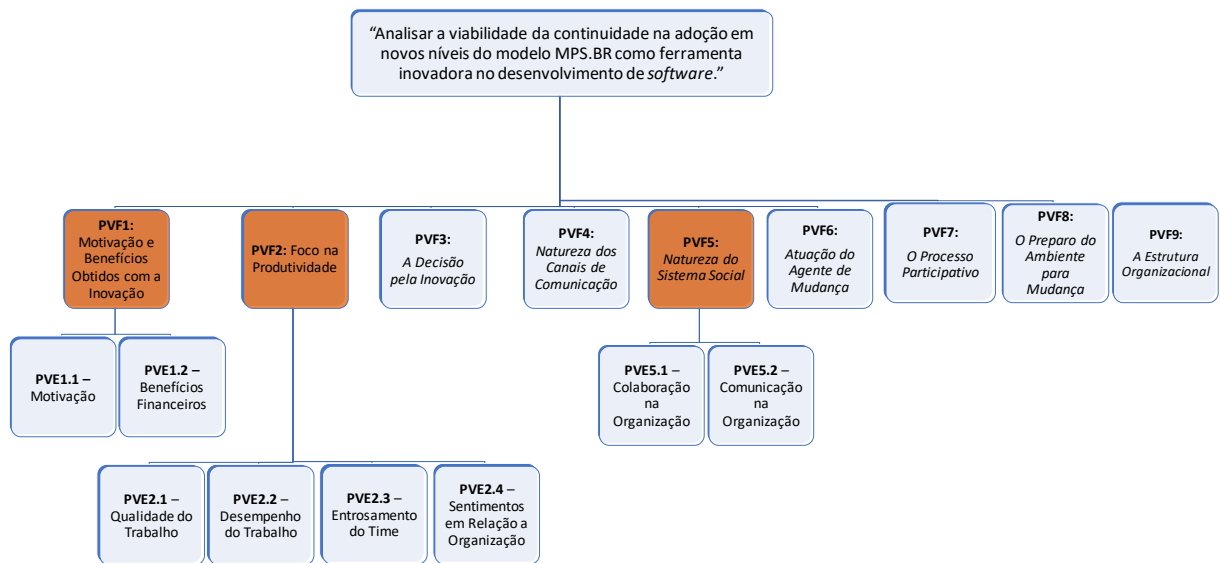 “Analisar a viabilidade da continuidade na adoção em
novos níveis do modelo MPS.BR como ferramenta
inovadora no desenvolvimento de software.”
PVF1:
Motivação e
Benefícios
Obtidos com a
Inovação
PVF2: Foco na
Produtividade
PVF3:
A Decisão
pela Inovação
PVF4:
Natureza dos
Canais de
Comunicação
PVF5:
Natureza do
Sistema Social
PVF6:
Atuação do
Agente de
Mudança
PVF7:
O Processo
Participativo
PVF8:
O Preparo do
Ambiente
para
Mudança
PVF9:
A Estrutura
Organizacional
PVE1.1 –
Motivação
PVE1.2 –
Benefícios
Financeiros
PVE5.1 –
Colaboração
na
Organização
PVE5.2 –
Comunicação
na
Organização
PVE2.1 –
Qualidade do
Trabalho
PVE2.2 –
Desempenho
do Trabalho
PVE2.3 –
Entrosamento
do Time
PVE2.4 –
Sentimentos
em Relação a
Organização